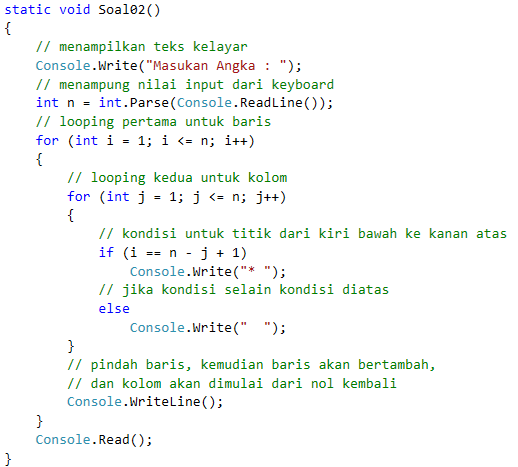 static void Soal02()
{
    // menampilkan teks kelayar
    Console.Write("Masukan Angka : ");
    // menampung nilai input dari keyboard
    int n = int.Parse(Console.ReadLine());
    // looping pertama untuk baris
    for (int i = 1; i <= n; i++)
    {
        // looping kedua untuk kolom
        for (int j = 1; j <= n; j++)
        {
            // kondisi untuk titik dari kiri bawah ke kanan atas
            if (i == n - j + 1)
                Console.Write("* ");
            // jika kondisi selain kondisi diatas
            else
                Console.Write("  ");
        }
        // pindah baris, kemudian baris akan bertambah,
        // dan kolom akan dimulai dari nol kembali
        Console.WriteLine();
    }
    Console.Read();
}